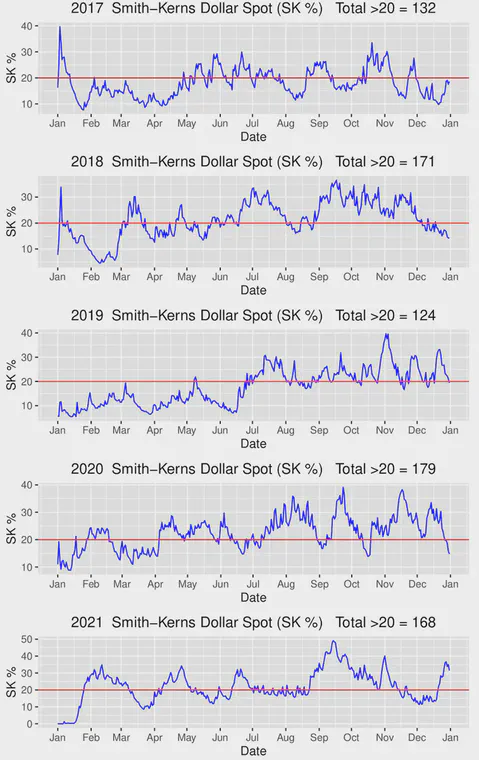 2017 Smith−Kerns Dollar Spot (SK %) Total >20 = 132
40
30
20
10
SK %
Jan Feb Mar Apr May Jun Jul Aug Sep Oct Nov Dec Jan
Date
2018 Smith−Kerns Dollar Spot (SK %) Total >20 = 171
30
20
10
SK %
Jan Feb Mar Apr May Jun Jul Aug Sep Oct Nov Dec Jan
Date
2019 Smith−Kerns Dollar Spot (SK %) Total >20 = 124
40
30
20
10
SK %
Jan Feb Mar Apr May Jun Jul Aug Sep Oct Nov Dec Jan
Date
2020 Smith−Kerns Dollar Spot (SK %) Total >20 = 179
40
30
20
10
SK %
Jan Feb Mar Apr May Jun Jul Aug Sep Oct Nov Dec Jan
Date
2021 Smith−Kerns Dollar Spot (SK %) Total >20 = 168
50
40
30
20
10
0
SK %
Jan Feb Mar Apr May Jun Jul Aug Sep Oct Nov Dec Jan
Date